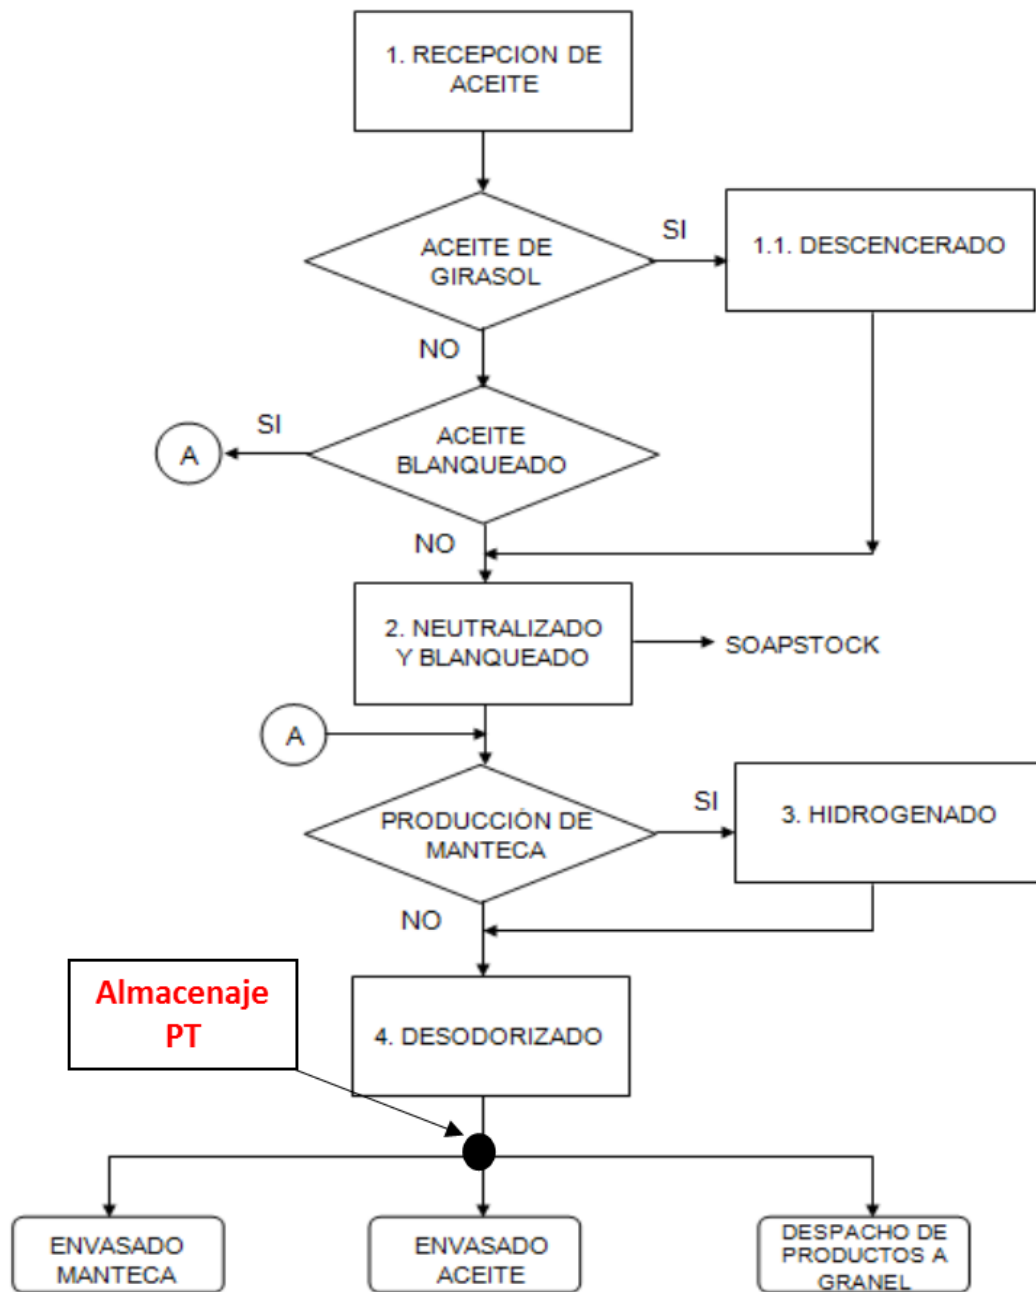 1. RECEPCION DE
ACEITE
ACEITE DE
GIRASOL
SI
1.1. DESCENCERADO
NO
ACEITE
BLANQUEADO
SI
A
NO
2. NEUTRALIZADO
Y BLANQUEADO
SOAPSTOCK
A
PRODUCCIÓN DE
MANTECA
SI
3. HIDROGENADO
NO
Almacenaje
PT
4. DESODORIZADO
ENVASADO
MANTECA
ENVASADO
ACEITE
DESPACHO DE
PRODUCTOS A
GRANEL